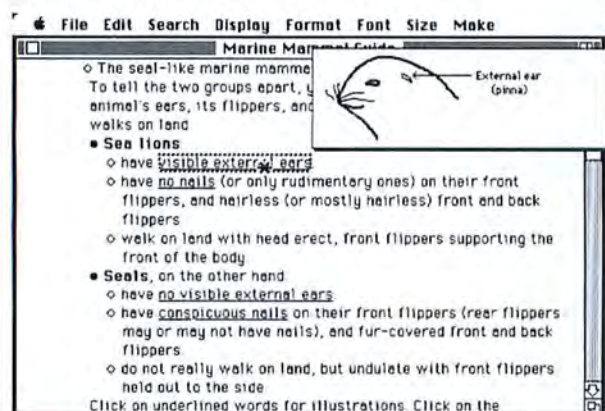 File Edit Search Display Format Font Size Make
Marine Mammal Guide
External ear
(pinna)
◇ The seal-like marine mamma
To tell the two groups apart, y
animal's ears, its flippers, and
walks on land
• Sea lions
◇ have visible external ears
◇ have no nails (or only rudimentary ones) on their front
flippers, and hairless (or mostly hairless) front and back
flippers
◇ walk on land with head erect, front flippers supporting the
front of the body
• Seals, on the other hand
◇ have no visible external ears
◇ have conspicuous nails on their front flippers (rear flippers
may or may not have nails), and fur-covered front and back
flippers
◇ do not really walk on land, but undulate with front flippers
held out to the side
Click on underlined words for illustrations. Click on the